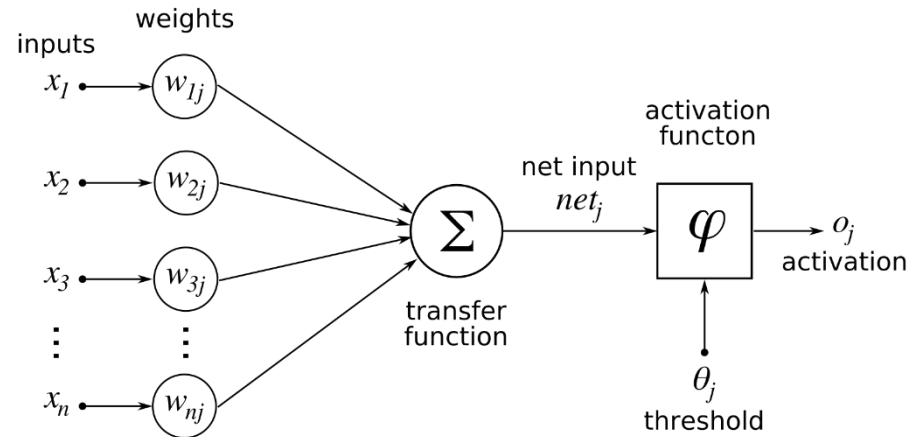 weights
inputs
x1
w1j
x2
w2j
x3
w3j
⋮ ⋮
xn
wnj
Σ
transfer
function
net input
netj
activation
functon
φ
oj
activation
θj
threshold